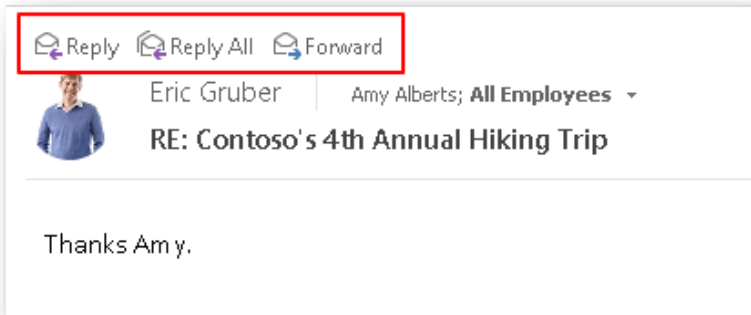 Reply Reply All Forward
Eric Gruber Amy Alberts; All Employees
RE: Contoso's 4th Annual Hiking Trip
Thanks Amy.